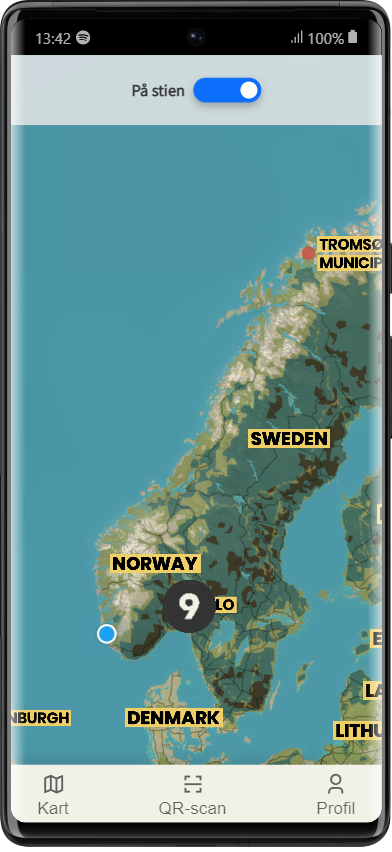 13:42
100%
På stien
TROMSØ
MUNICIP
SWEDEN
NORWAY
9
LO
E
LA
NBURGH
DENMARK
LITHU
Kart
QR-scan
Profil